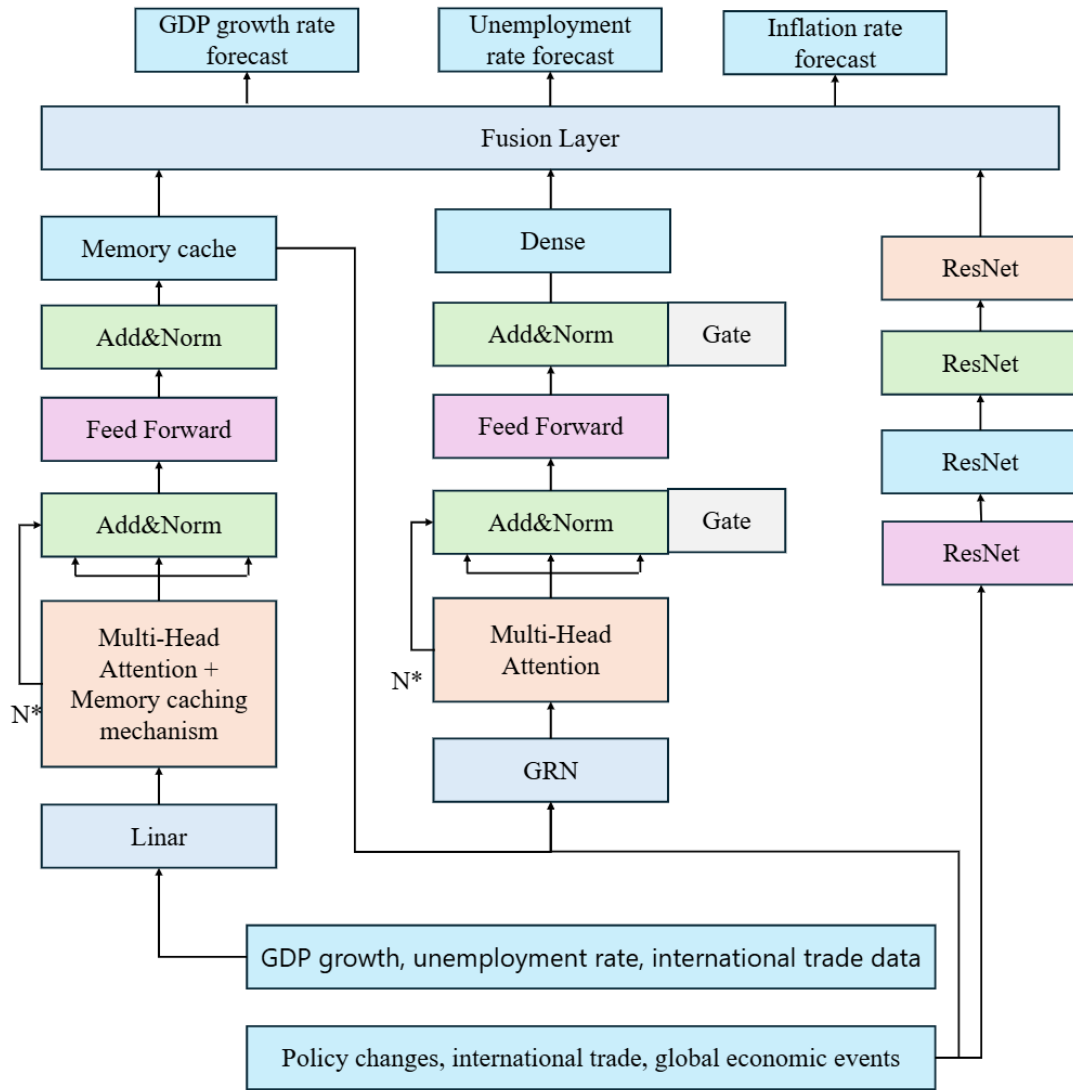 GDP growth rate
forecast
Unemployment
rate forecast
Inflation rate
forecast
Fusion Layer
Memory cache
Dense
ResNet
Add&Norm
Add&Norm
Gate
ResNet
Feed Forward
Feed Forward
ResNet
Add&Norm
Add&Norm
Gate
ResNet
Multi-Head
Attention +
Memory caching
mechanism
N*
Multi-Head
Attention
N*
GRN
Linar
GDP growth, unemployment rate, international trade data
Policy changes, international trade, global economic events